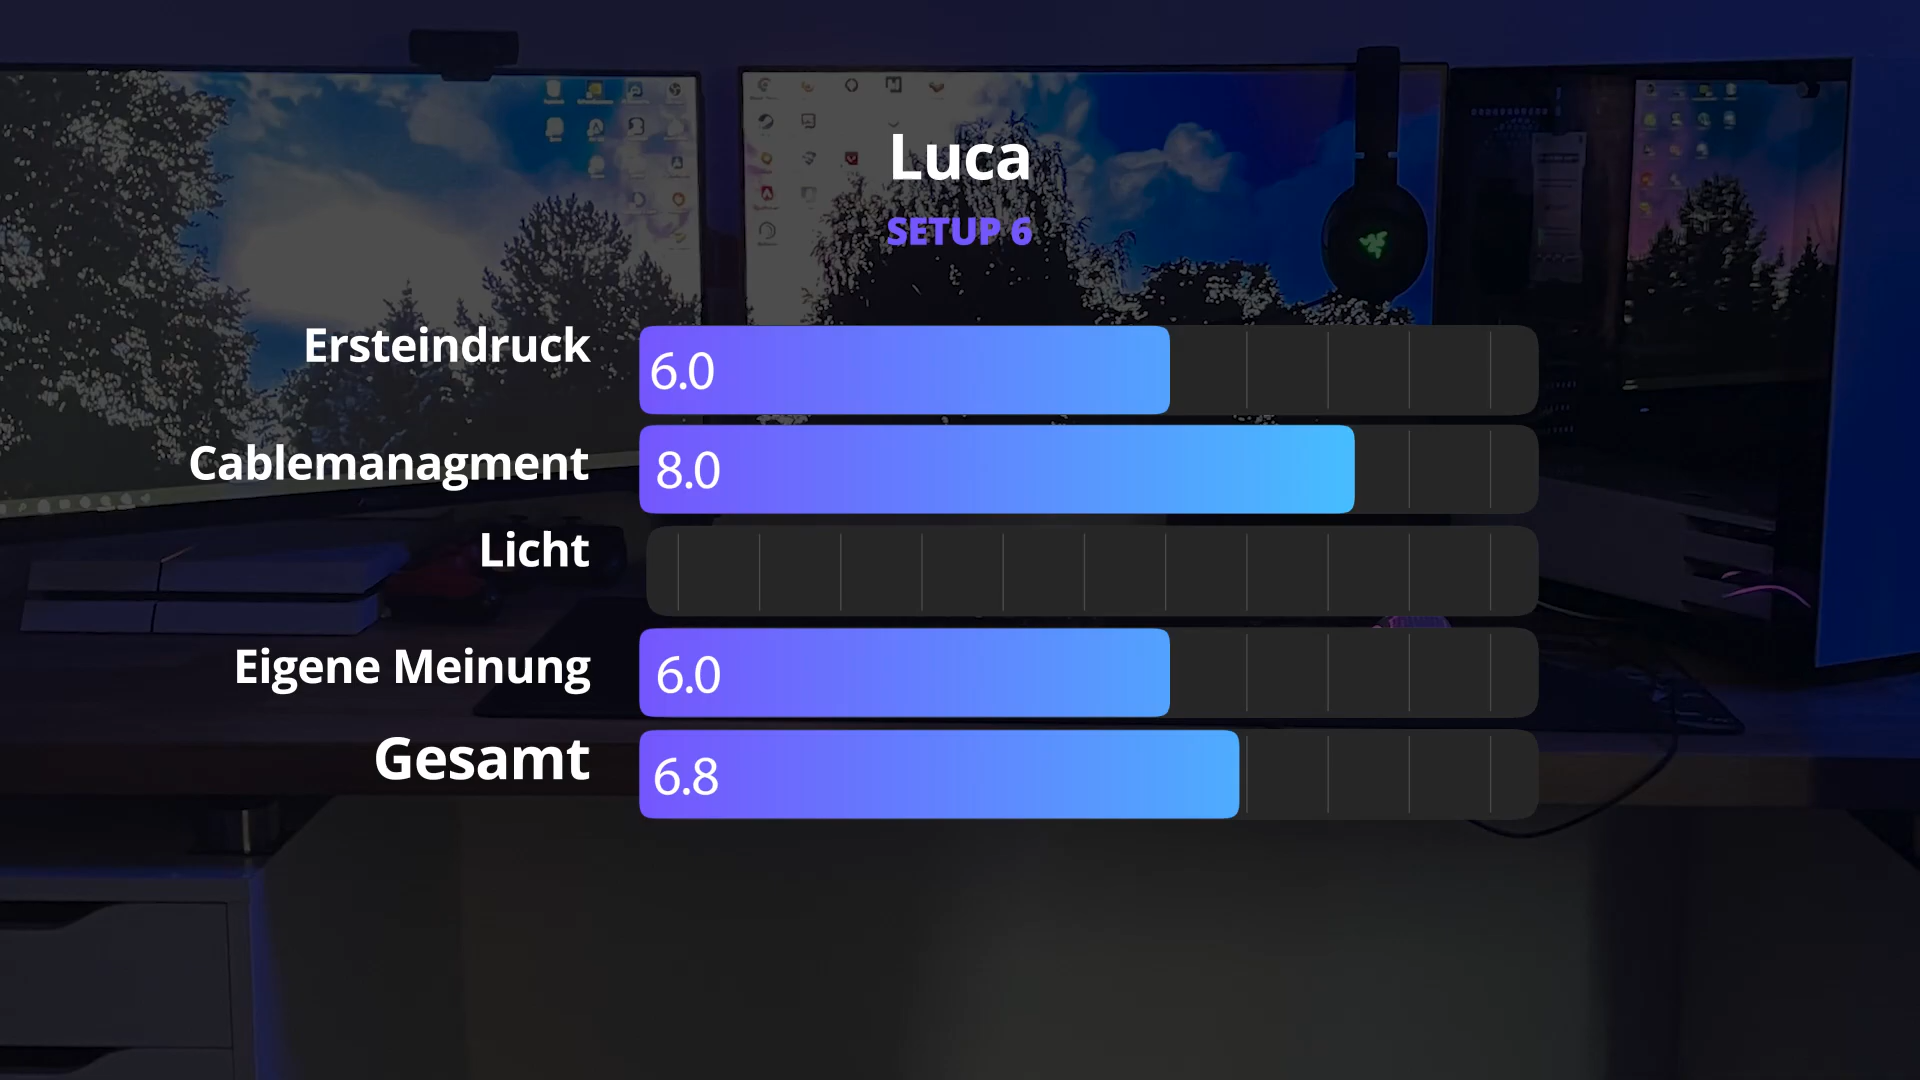 Luca
SETUP 6
Ersteindruck
6.0
Cablemanagment
8.0
Licht
Eigene Meinung
6.0
Gesamt
6.8